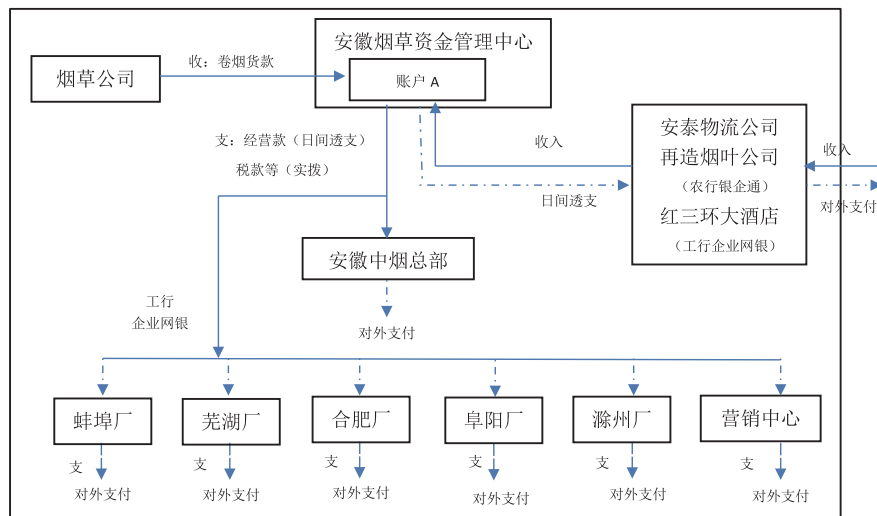 安徽烟草资金管理中心
烟草公司
收：卷烟货款
账户 A
安泰物流公司
再造烟叶公司
（农行银企通）
红三环大酒店
（工行企业网银）
收入
收入
对外支付
日间透支
支：经营款（日间透支）
税款等（实拨）
安徽中烟总部
对外支付
工行
企业网银
蚌埠厂
芜湖厂
合肥厂
阜阳厂
滁州厂
营销中心
支
支
支
支
支
支
对外支付
对外支付
对外支付
对外支付
对外支付
对外支付